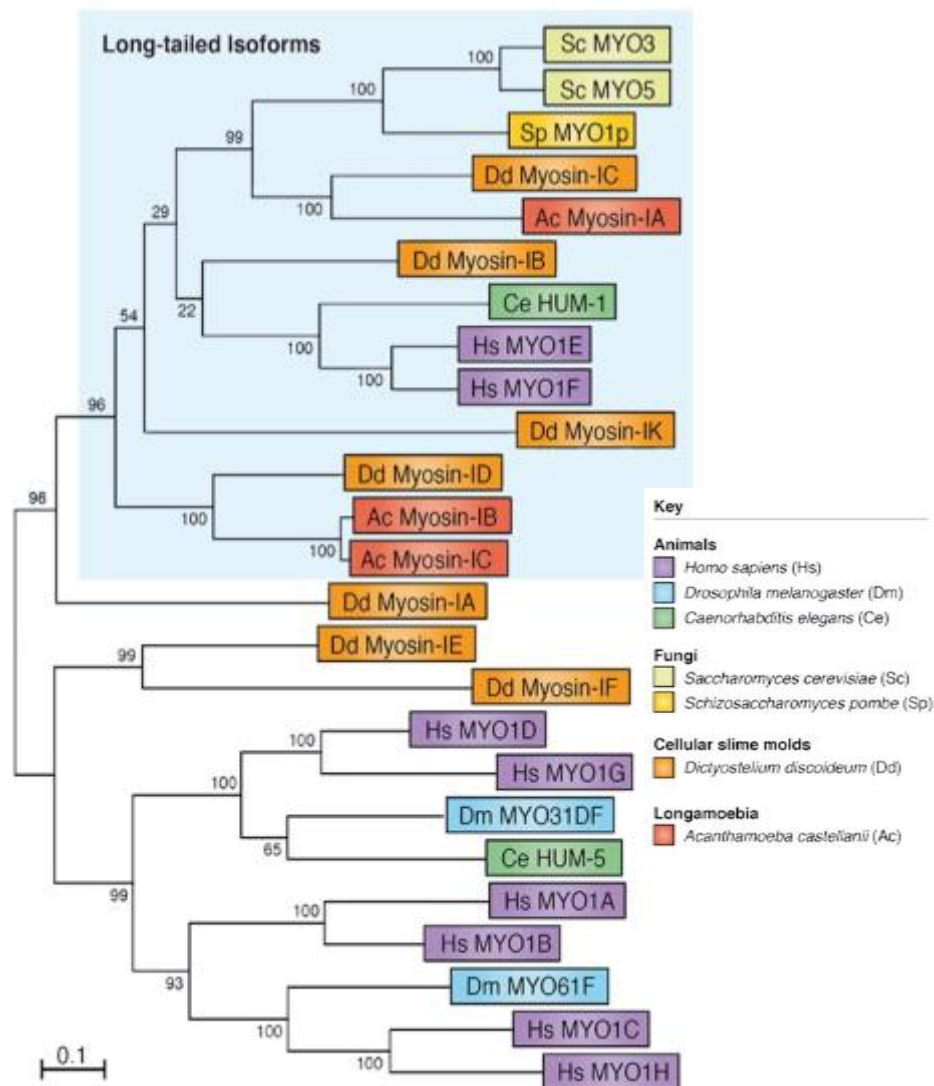 Long-tailed Isoforms
Sc MYO3
100
Sc MYO5
100
Sp MYO1p
99
Dd Myosin-IC
100
Ac Myosin-IA
29
Dd Myosin-IB
22
Ce HUM-1
54
100
Hs MYO1E
100
Hs MYO1F
96
Dd Myosin-IK
Dd Myosin-ID
96
100
Ac Myosin-IB
100
Ac Myosin-IC
Dd Myosin-IA
99
Dd Myosin-IE
Dd Myosin-IF
100
Hs MYO1D
Hs MYO1G
100
Dm MYO31DF
65
Ce HUM-5
99
100
Hs MYO1A
Hs MYO1B
93
Dm MYO61F
100
Hs MYO1C
100
Hs MYO1H
0.1
Key
Animals
Homo sapiens (Hs)
Drosophila melanogaster (Dm)
Caenorhabditis elegans (Ce)
Fungi
Saccharomyces cerevisiae (Sc)
Schizosaccharomyces pombe (Sp)
Cellular slime molds
Dictyostelium discoideum (Dd)
Longamoebia
Acanthamoeba castellanii (Ac)